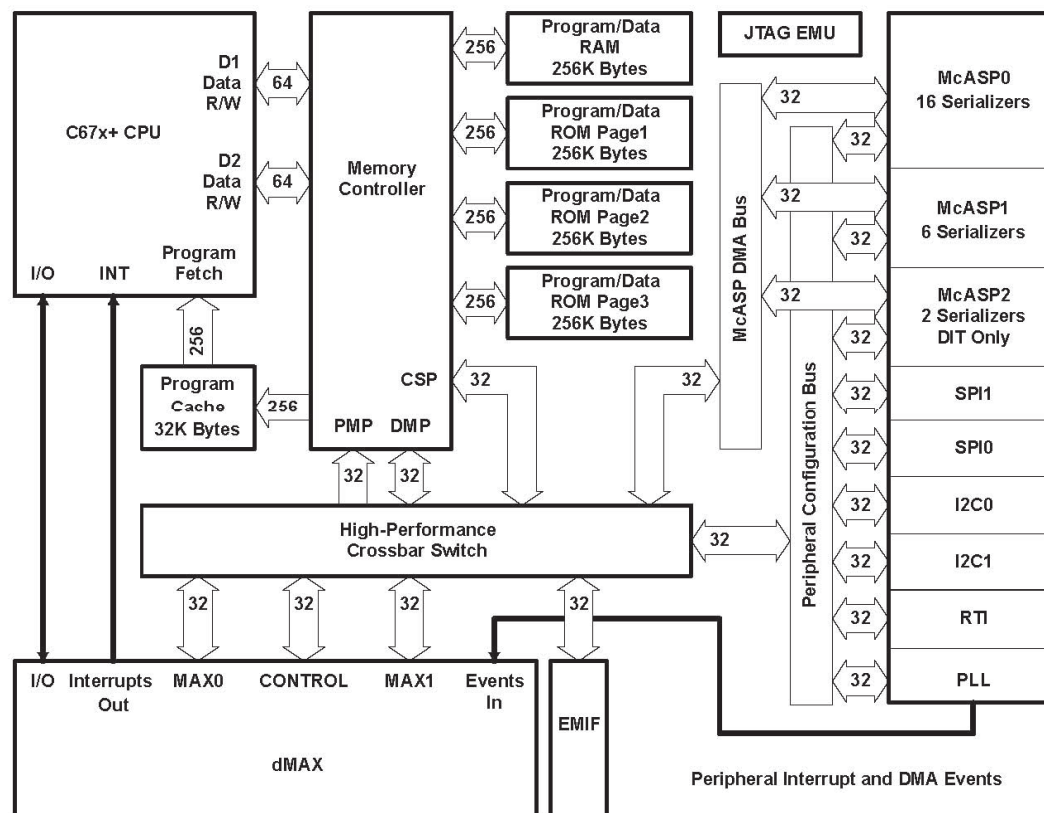 C67x+ CPU
D1
Data
R/W
D2
Data
R/W
Program
Fetch
I/O
INT
64
64
256
Program
Cache
32K Bytes
256
Memory
Controller
CSP
PMP
DMP
256
Program/Data
RAM
256K Bytes
256
Program/Data
ROM Page1
256K Bytes
256
Program/Data
ROM Page2
256K Bytes
256
Program/Data
ROM Page3
256K Bytes
JTAG EMU
32
32
32
32
High-Performance
Crossbar Switch
32
32
McASP DMA Bus
Peripheral Configuration Bus
32
32
32
32
32
32
32
32
32
32
32
32
McASP0
16 Serializers
McASP1
6 Serializers
McASP2
2 Serializers
DIT Only
SPI1
SPI0
I2C0
I2C1
RTI
PLL
32
32
32
32
I/O
Interrupts
Out
MAX0
CONTROL
MAX1
Events
In
dMAX
EMIF
Peripheral Interrupt and DMA Events